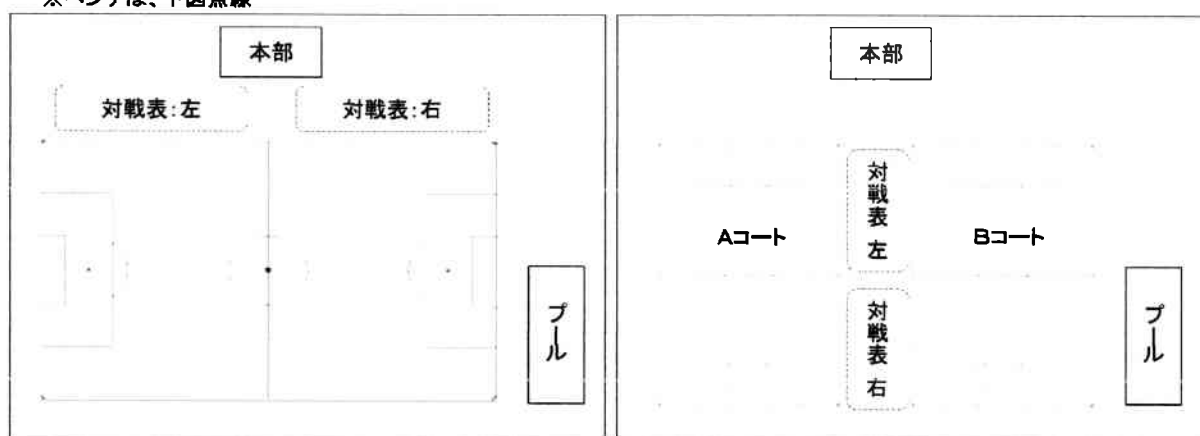 ※ベンチは、下図点線
本部
対戦表:左
対戦表:右
プール
本部
Aコート
対戦表 左
Bコート
対戦表 右
プール